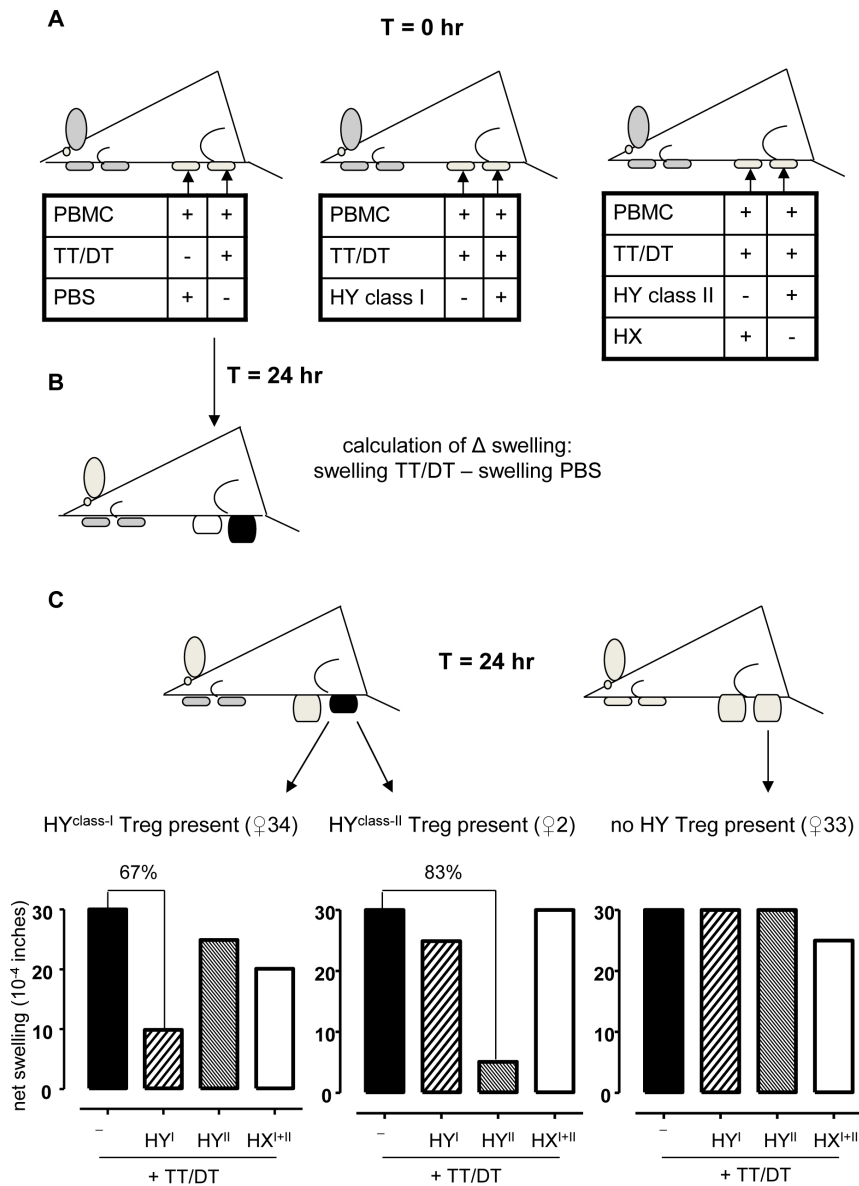 A
T = 0 hr
PBMC + +
TT/DT - +
PBS + -
PBMC + +
TT/DT + +
HY class I - +
PBMC + +
TT/DT + +
HY class II - +
HX + -
B
T = 24 hr
calculation of Δ swelling:
swelling TT/DT – swelling PBS
C
T = 24 hr
HYclass-I Treg present (♀34)
HYclass-II Treg present (♀2)
no HY Treg present (♀33)
67%
83%
net swelling (10-4 inches)
30
20
10
0
30
20
10
0
30
20
10
0
– HYI HYII HXI+II
+ TT/DT
– HYI HYII HXI+II
+ TT/DT
– HYI HYII HXI+II
+ TT/DT